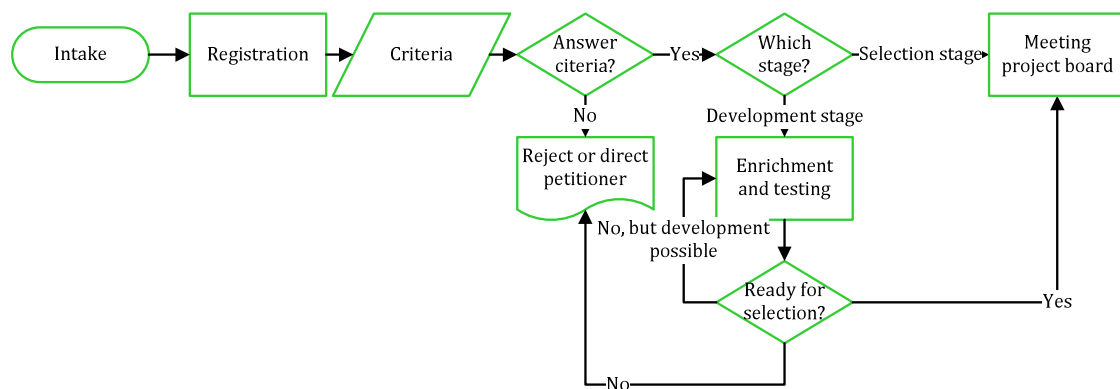 Intake
Registration
Criteria
Answer
citeria?
Yes
Which
stage?
Selection stage
Meeting
project board
No
Development stage
Reject or direct
petitioner
Enrichment
and testing
No, but development
possible
Ready for
selection?
Yes
No